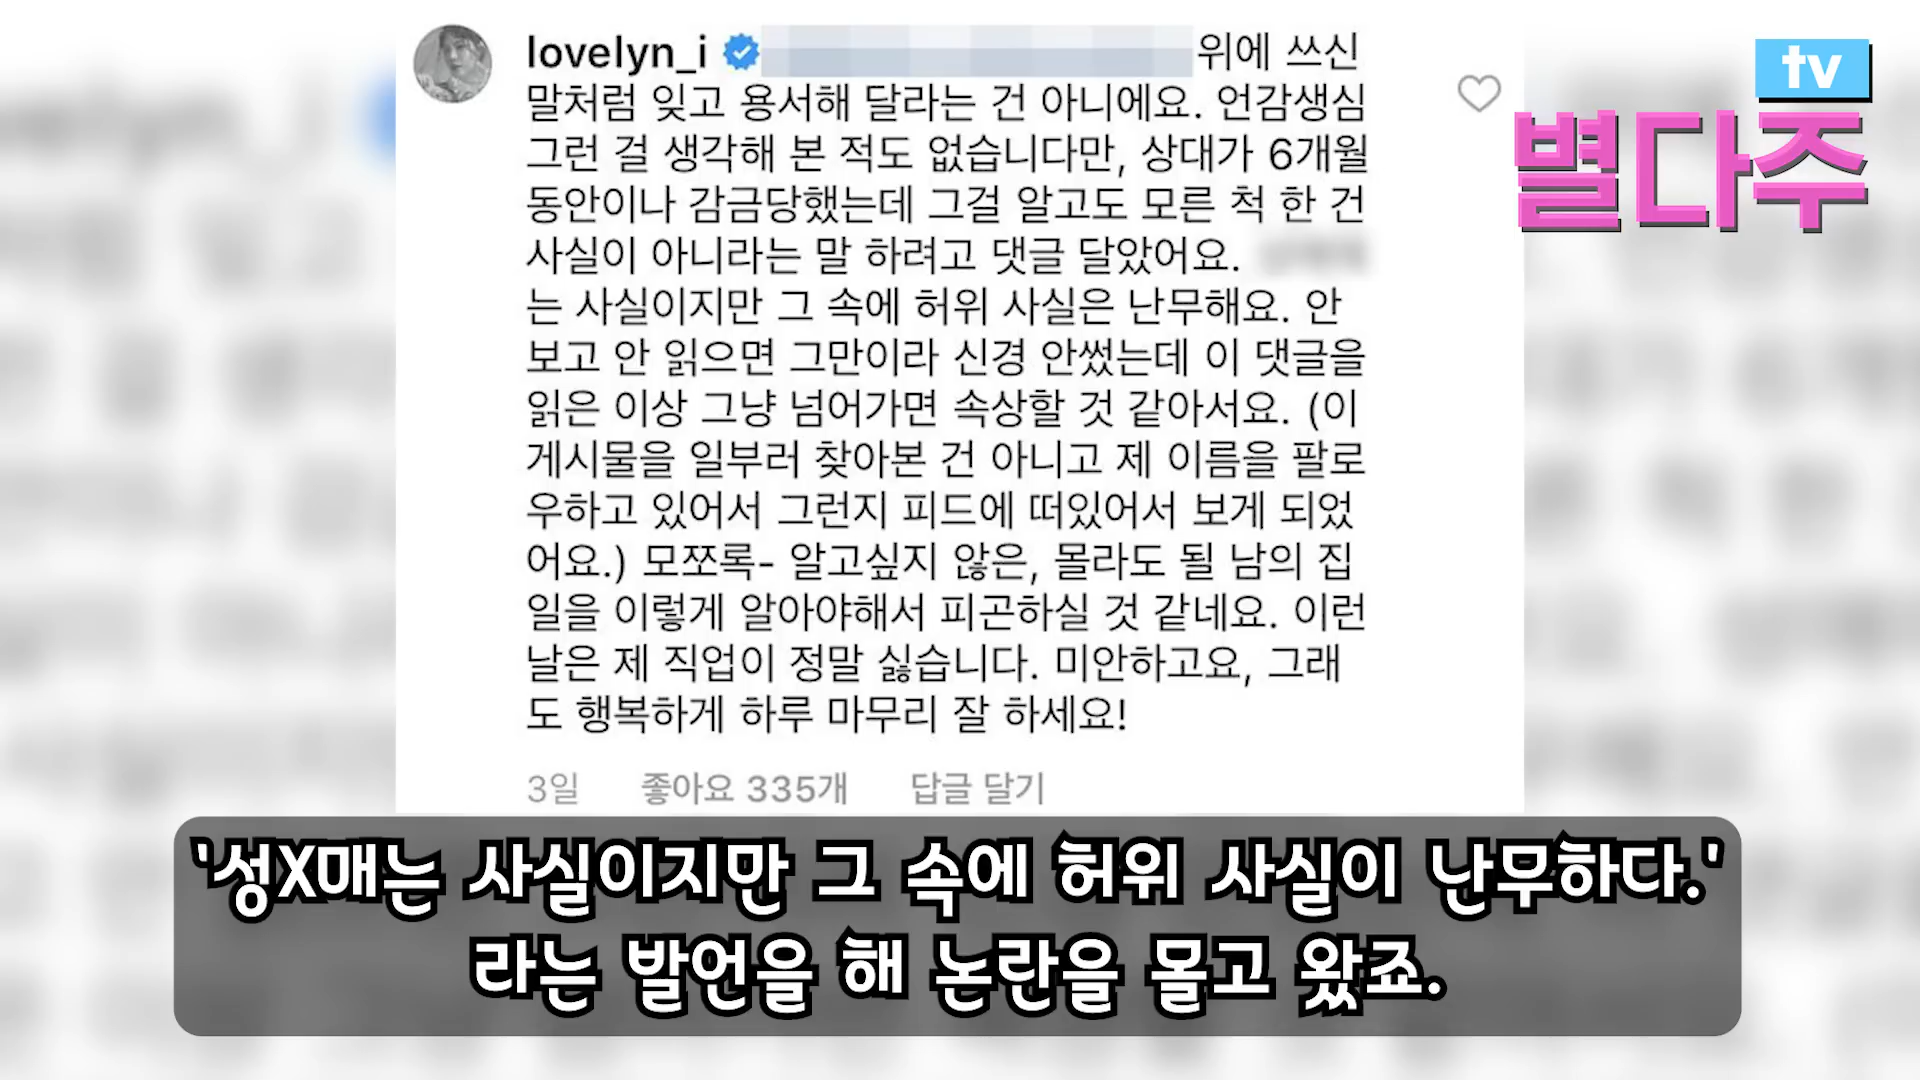 lovelyn_i 위에 쓰신
말처럼 잊고 용서해 달라는 건 아니에요. 언감생심
그런 걸 생각해 본 적도 없습니다만, 상대가 6개월
동안이나 감금당했는데 그걸 알고도 모른 척 한 건
사실이 아니라는 말 하려고 댓글 달았어요.
는 사실이지만 그 속에 허위 사실은 난무해요. 안
보고 안 읽으면 그만이라 신경 안썼는데 이 댓글을
읽은 이상 그냥 넘어가면 속상할 것 같아서요. (이
게시물을 일부러 찾아본 건 아니고 제 이름을 팔로
우하고 있어서 그런지 피드에 떠있어서 보게 되었
어요.) 모쪼록- 알고싶지 않은, 몰라도 될 남의 집
일을 이렇게 알아야해서 피곤하실 것 같네요. 이런
날은 제 직업이 정말 싫습니다. 미안하고요, 그래
도 행복하게 하루 마무리 잘 하세요!
3일 좋아요 335개 답글 달기
tv
별다주
'성X매는 사실이지만 그 속에 허위 사실이 난무하다.'
라는 발언을 해 논란을 몰고 왔죠.